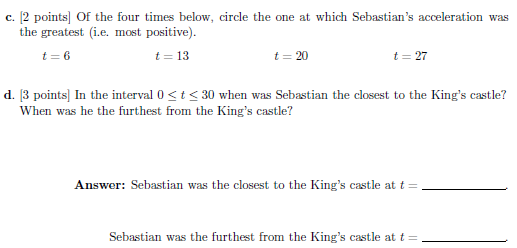 c. [2 points] Of the four times below, circle the one at which Sebastian's acceleration was
the greatest (i.e. most positive).
t = 6 t = 13 t = 20 t = 27
d. [3 points] In the interval 0 ≤ t ≤ 30 when was Sebastian the closest to the King's castle?
When was he the furthest from the King's castle?
Answer: Sebastian was the closest to the King's castle at t = ________.
Sebastian was the furthest from the King's castle at t = ________.